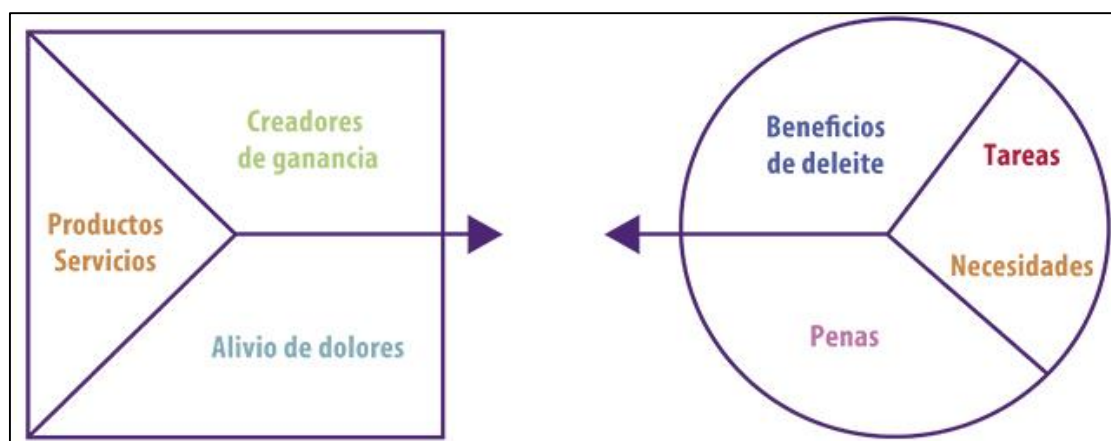 Creadores
de ganancia
Productos
Servicios
Alivio de dolores
Beneficios
de deleite
Tareas
Necesidades
Penas